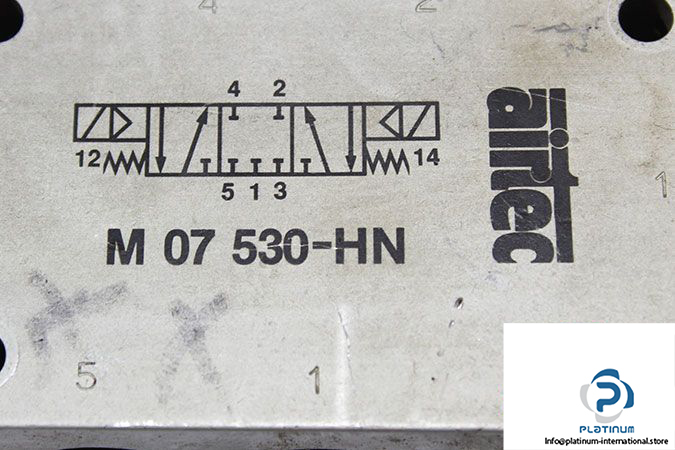 4 2
4 2
12 14
5 1 3
airtec
1
M 07 530-HN
5 1
P
PLATINUM
Info@platinum-international.store